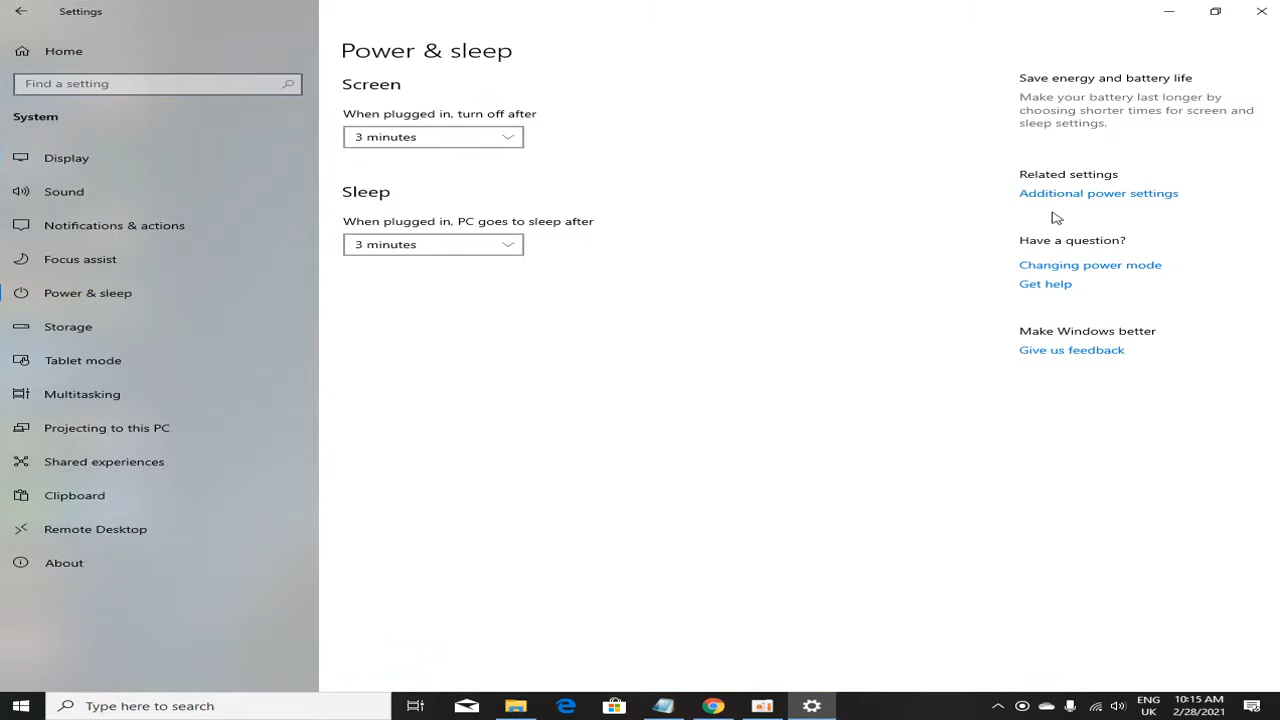 Settings
Home
Find a setting
System
Display
Sound
Notifications & actions
Focus assist
Power & sleep
Storage
Tablet mode
Multitasking
Projecting to this PC
Shared experiences
Clipboard
Remote Desktop
About
Power & sleep
Screen
When plugged in, turn off after
3 minutes
Sleep
When plugged in, PC goes to sleep after
3 minutes
Save energy and battery life
Make your battery last longer by
choosing shorter times for screen and
sleep settings.
Related settings
Additional power settings
Have a question?
Changing power mode
Get help
Make Windows better
Give us feedback
Type here to search
ENG
UK
10:15 AM
2/28/2021